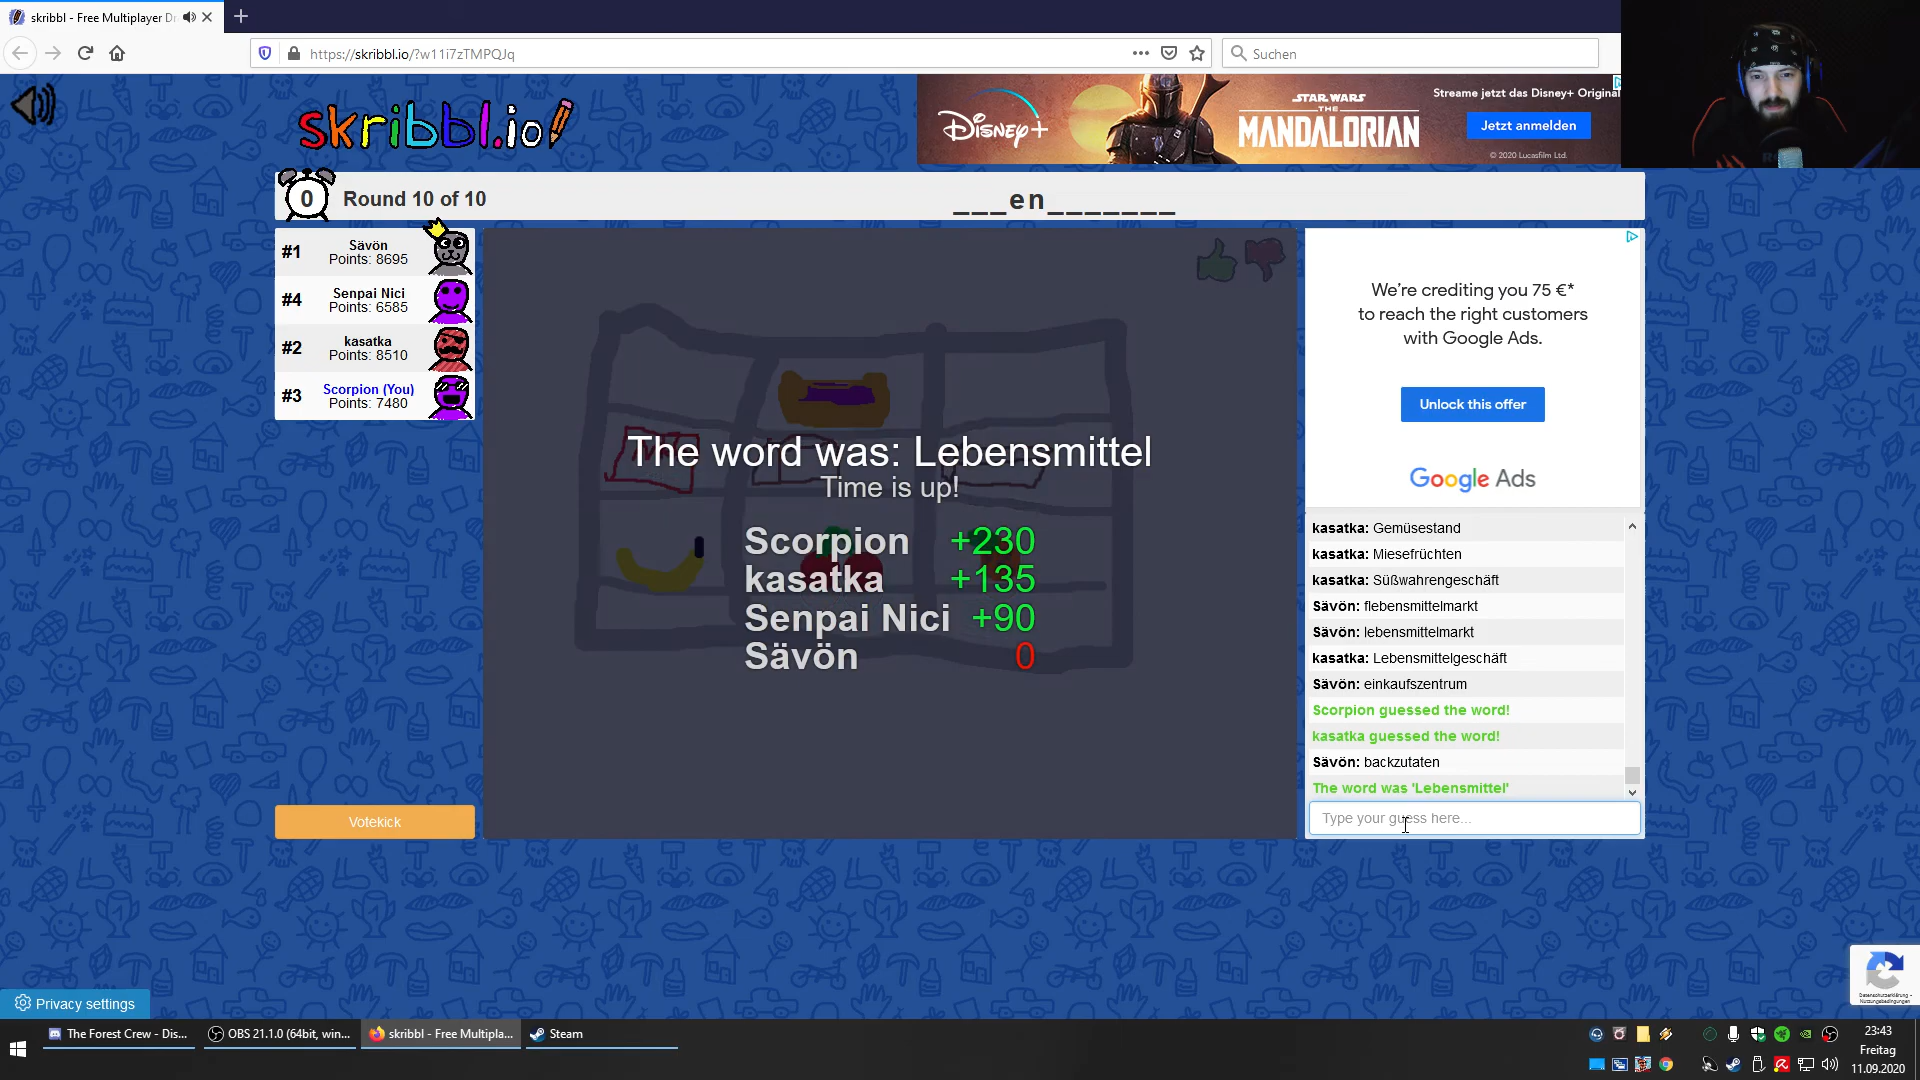 skribbl - Free Multiplayer Dr
https://skribbl.io/?w11i7zTMPQJq
Suchen
skribbl.io
Disney+
STAR WARS
THE
MANDALORIAN
Streame jetzt das Disney+ Original
Jetzt anmelden
© 2020 Lucasfilm Ltd.
0
Round 10 of 10
___en_______
#1
Sävön
Points: 8695
#4
Senpai Nici
Points: 6585
#2
kasatka
Points: 8510
#3
Scorpion (You)
Points: 7480
Votekick
The word was: Lebensmittel
Time is up!
Scorpion +230
kasatka +135
Senpai Nici +90
Sävön 0
We're crediting you 75 €*
to reach the right customers
with Google Ads.
Unlock this offer
Google Ads
kasatka: Gemüsestand
kasatka: Miesefrüchten
kasatka: Süßwahrengeschäft
Sävön: flebensmittelmarkt
Sävön: lebensmittelmarkt
kasatka: Lebensmittelgeschäft
Sävön: einkaufszentrum
Scorpion guessed the word!
kasatka guessed the word!
Sävön: backzutaten
The word was 'Lebensmittel'
Type your guess here...
Datenschutzerklärung -
Nutzungsbedingungen
Privacy settings
The Forest Crew - Dis...
OBS 21.1.0 (64bit, win...
skribbl - Free Multipla...
Steam
23:43
Freitag
11.09.2020